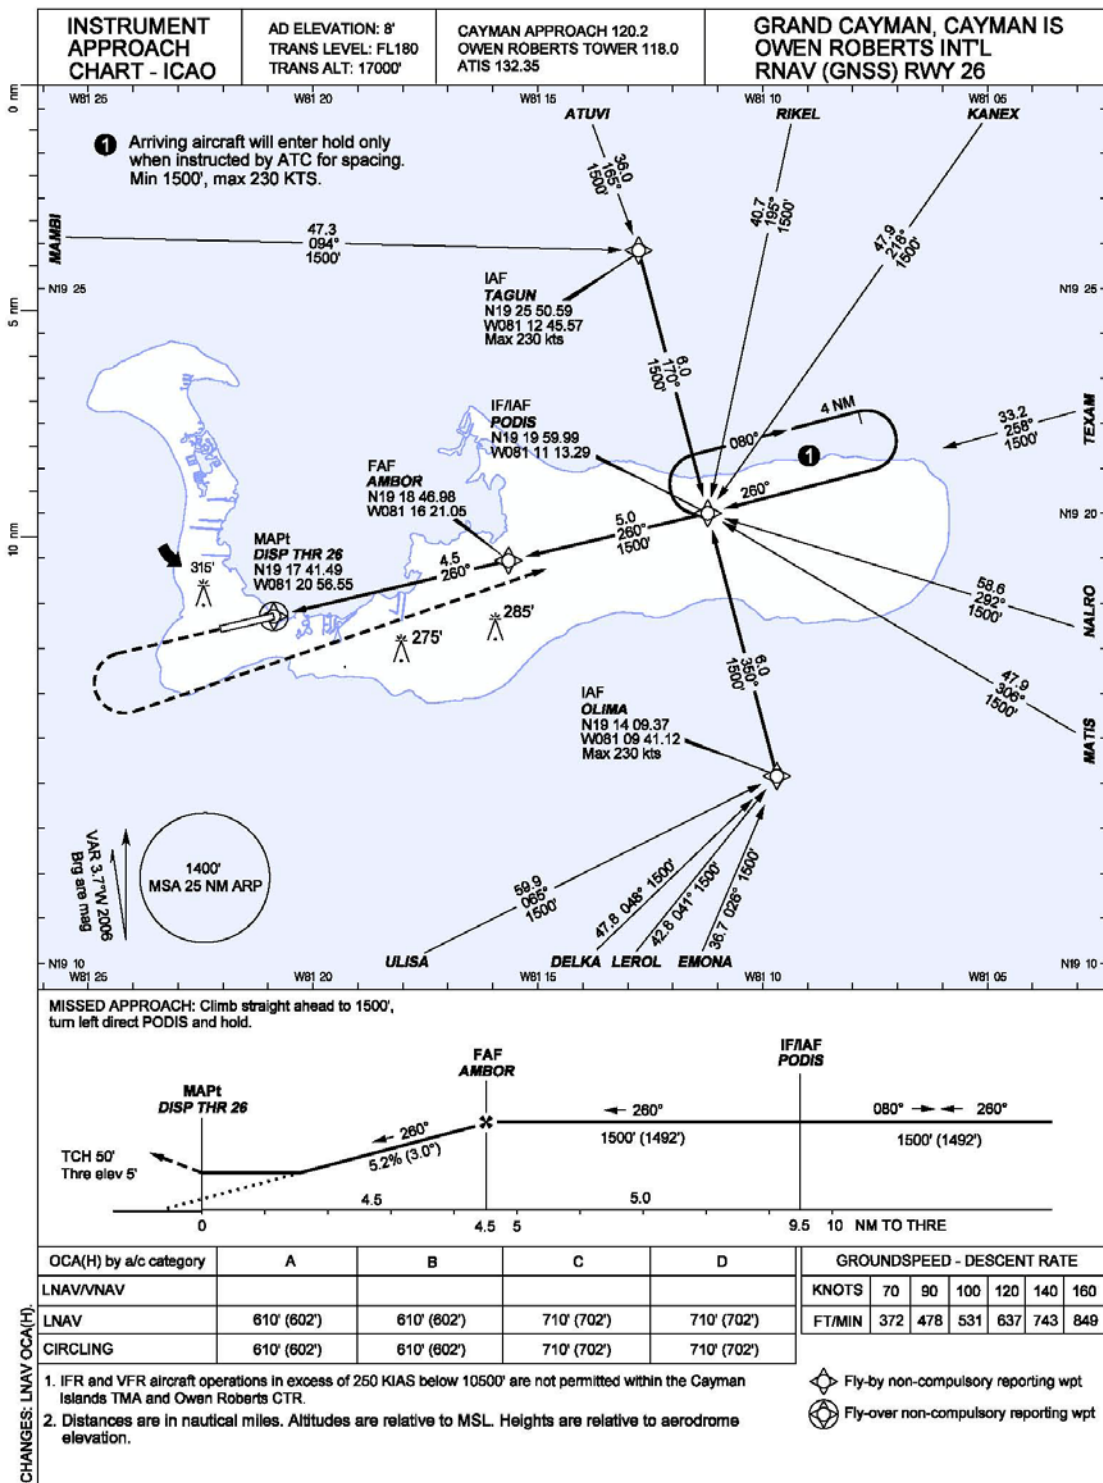 INSTRUMENT
APPROACH
CHART - ICAO
AD ELEVATION: 8'
TRANS LEVEL: FL180
TRANS ALT: 17000'
CAYMAN APPROACH 120.2
OWEN ROBERTS TOWER 118.0
ATIS 132.35
GRAND CAYMAN, CAYMAN IS
OWEN ROBERTS INT'L
RNAV (GNSS) RWY 26
0 nm
5 nm
10 nm
W81 25
W81 20
W81 15
W81 10
W81 05
1 Arriving aircraft will enter hold only
when instructed by ATC for spacing.
Min 1500', max 230 KTS.
ATUVI
36.0
165°
1500'
RIKEL
40.7
195°
1500'
KANEX
47.9
218°
1500'
MAMBI
47.3
094°
1500'
N19 25
N19 25
IAF
TAGUN
N19 25 50.59
W081 12 45.57
Max 230 kts
6.0
170°
1500'
IF/IAF
PODIS
N19 19 59.99
W081 11 13.29
080°
4 NM
1
260°
33.2
258°
1500'
TEXAM
FAF
AMBOR
N19 18 46.98
W081 16 21.05
5.0
260°
1500'
N19 20
MAPt
DISP THR 26
N19 17 41.49
W081 20 56.55
4.5
260°
315'
285'
275'
58.6
292°
1500'
NALRO
47.9
306°
1500'
MATIS
6.0
350°
1500'
IAF
OLIMA
N19 14 09.37
W081 09 41.12
Max 230 kts
VAR 3.7°W 2006
Brg are mag
1400'
MSA 25 NM ARP
59.9
065°
1500'
47.8 048° 1500'
42.8 041° 1500'
36.7 026° 1500'
ULISA
DELKA
LEROL
EMONA
N19 10
N19 10
W81 25
W81 20
W81 15
W81 10
W81 05
MISSED APPROACH: Climb straight ahead to 1500',
turn left direct PODIS and hold.
MAPt
DISP THR 26
FAF
AMBOR
IF/IAF
PODIS
260°
5.2% (3.0°)
260°
1500' (1492')
080°
260°
1500' (1492')
TCH 50'
Thre elev 5'
4.5
5.0
0
4.5
5
9.5
10
NM TO THRE
OCA(H) by a/c category A B C D
LNAV/VNAV
LNAV 610' (602') 610' (602') 710' (702') 710' (702')
CIRCLING 610' (602') 610' (602') 710' (702') 710' (702')
GROUNDSPEED - DESCENT RATE
KNOTS 70 90 100 120 140 160
FT/MIN 372 478 531 637 743 849
1. IFR and VFR aircraft operations in excess of 250 KIAS below 10500' are not permitted within the Cayman
Islands TMA and Owen Roberts CTR.
2. Distances are in nautical miles. Altitudes are relative to MSL. Heights are relative to aerodrome
elevation.
Fly-by non-compulsory reporting wpt
Fly-over non-compulsory reporting wpt
CHANGES: LNAV OCA(H).